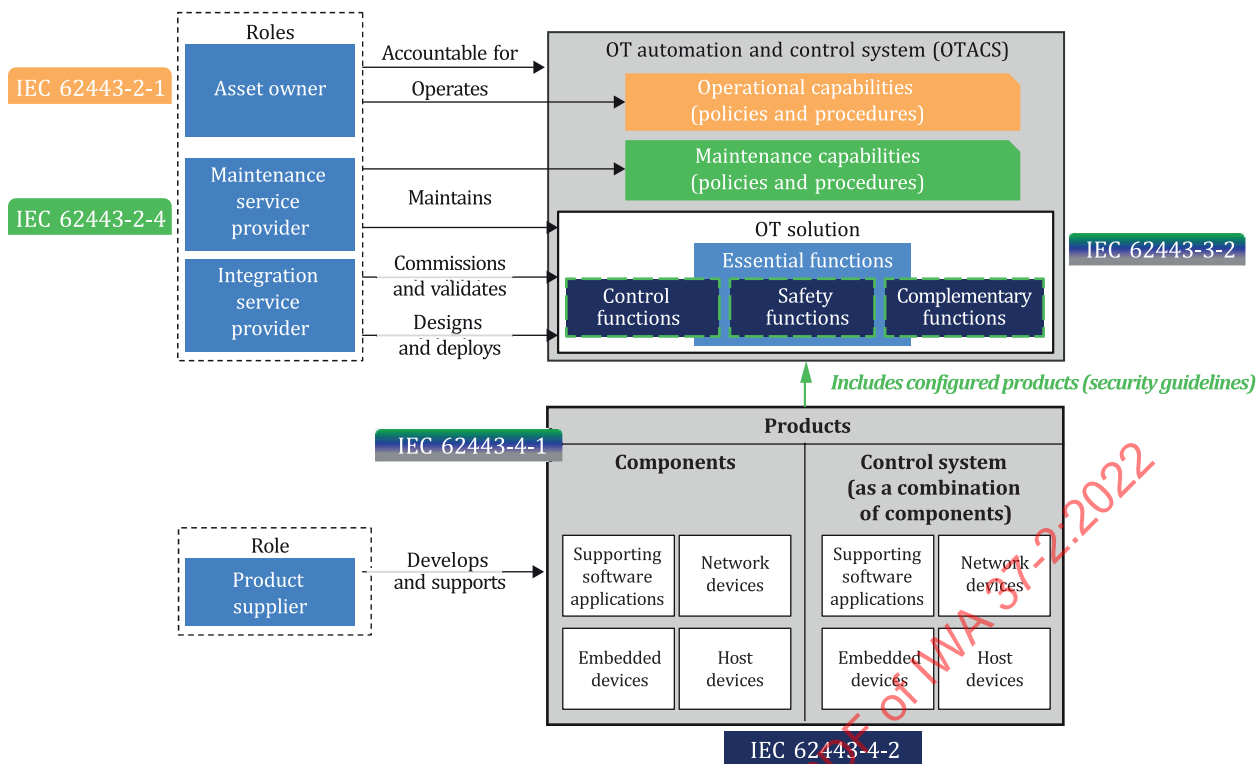 Roles
IEC 62443-2-1
Asset owner
Accountable for
Operates
IEC 62443-2-4
Maintenance
service
provider
Maintains
Integration
service
provider
Commissions
and validates
Designs
and deploys
OT automation and control system (OTACS)
Operational capabilities
(policies and procedures)
Maintenance capabilities
(policies and procedures)
OT solution
Essential functions
Control
functions
Safety
functions
Complementary
functions
IEC 62443-3-2
Includes configured products (security guidelines)
IEC 62443-4-1
Products
Components
Supporting
software
applications
Network
devices
Embedded
devices
Host
devices
Control system
(as a combination
of components)
Supporting
software
applications
Network
devices
Embedded
devices
Host
devices
Role
Product
supplier
Develops
and supports
IEC 62443-4-2
of IWA 37-2:2022